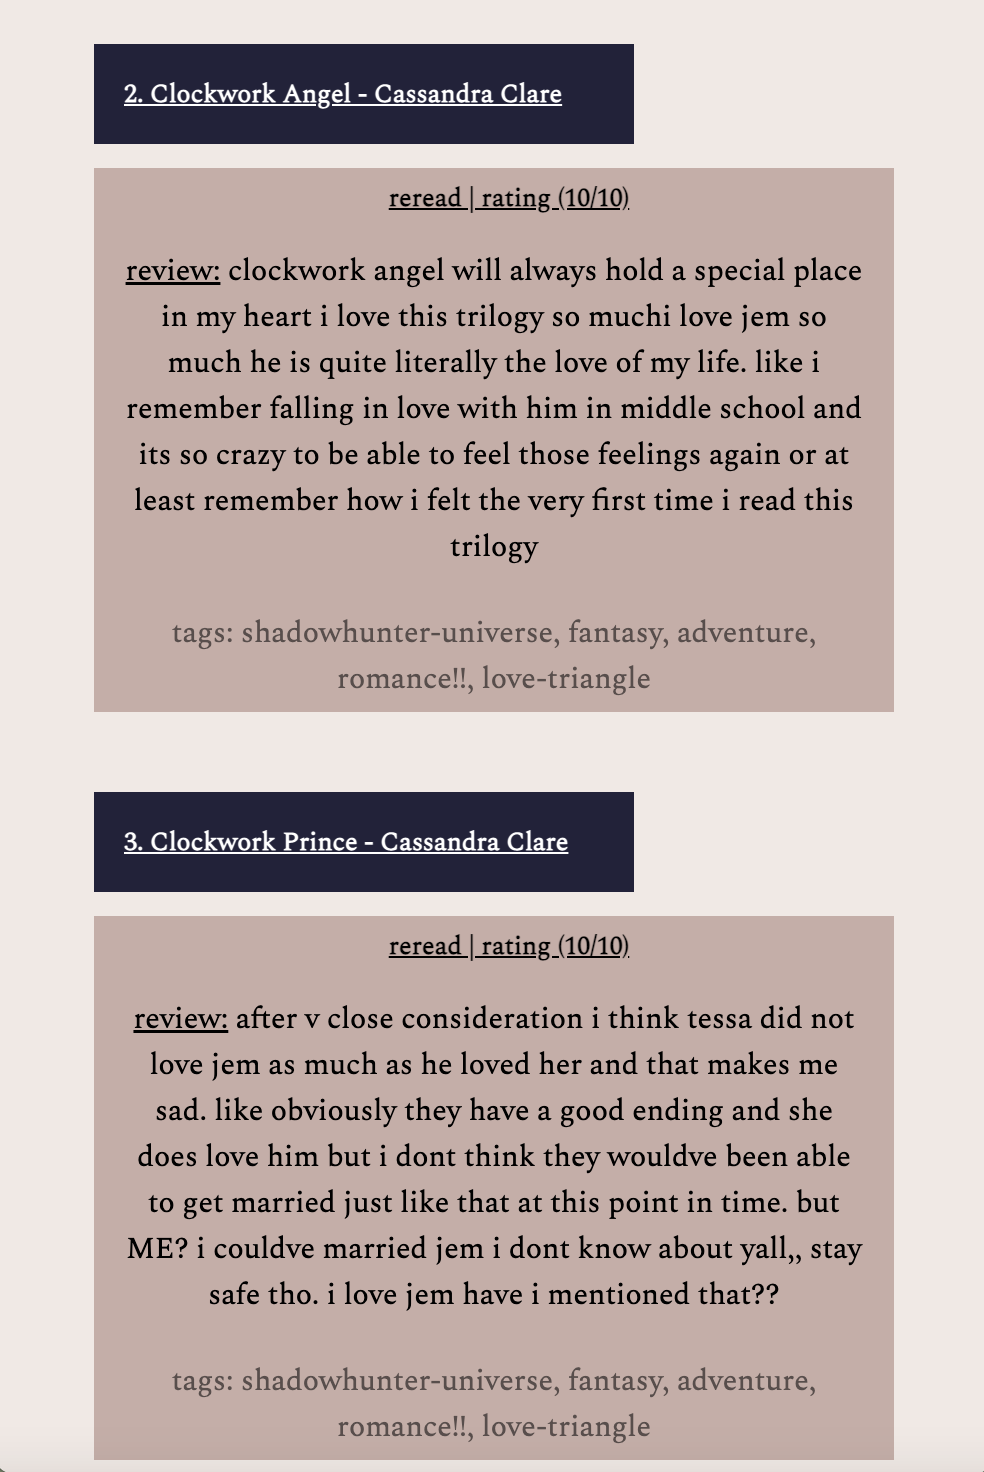 2. Clockwork Angel - Cassandra Clare
reread | rating (10/10)
review: clockwork angel will always hold a special place
in my heart i love this trilogy so muchi love jem so
much he is quite literally the love of my life. like i
remember falling in love with him in middle school and
its so crazy to be able to feel those feelings again or at
least remember how i felt the very first time i read this
trilogy
tags: shadowhunter-universe, fantasy, adventure,
romance!!, love-triangle
3. Clockwork Prince - Cassandra Clare
reread | rating (10/10)
review: after v close consideration i think tessa did not
love jem as much as he loved her and that makes me
sad. like obviously they have a good ending and she
does love him but i dont think they wouldve been able
to get married just like that at this point in time. but
ME? i couldve married jem i dont know about yall,, stay
safe tho. i love jem have i mentioned that??
tags: shadowhunter-universe, fantasy, adventure,
romance!!, love-triangle